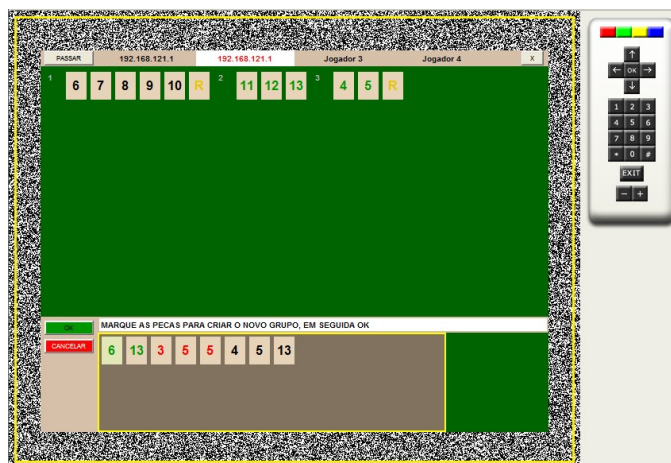 PASSAR 192.168.121.1 192.168.121.1 Jogador 3 Jogador 4 X
1 6 7 8 9 10 R 2 11 12 13 3 4 5 R
OK MARQUE AS PECAS PARA CRIAR O NOVO GRUPO, EM SEGUIDA OK
CANCELAR 6 13 3 5 5 4 5 13
OK
1 2 3
4 5 6
7 8 9
* 0 #
EXIT
- +